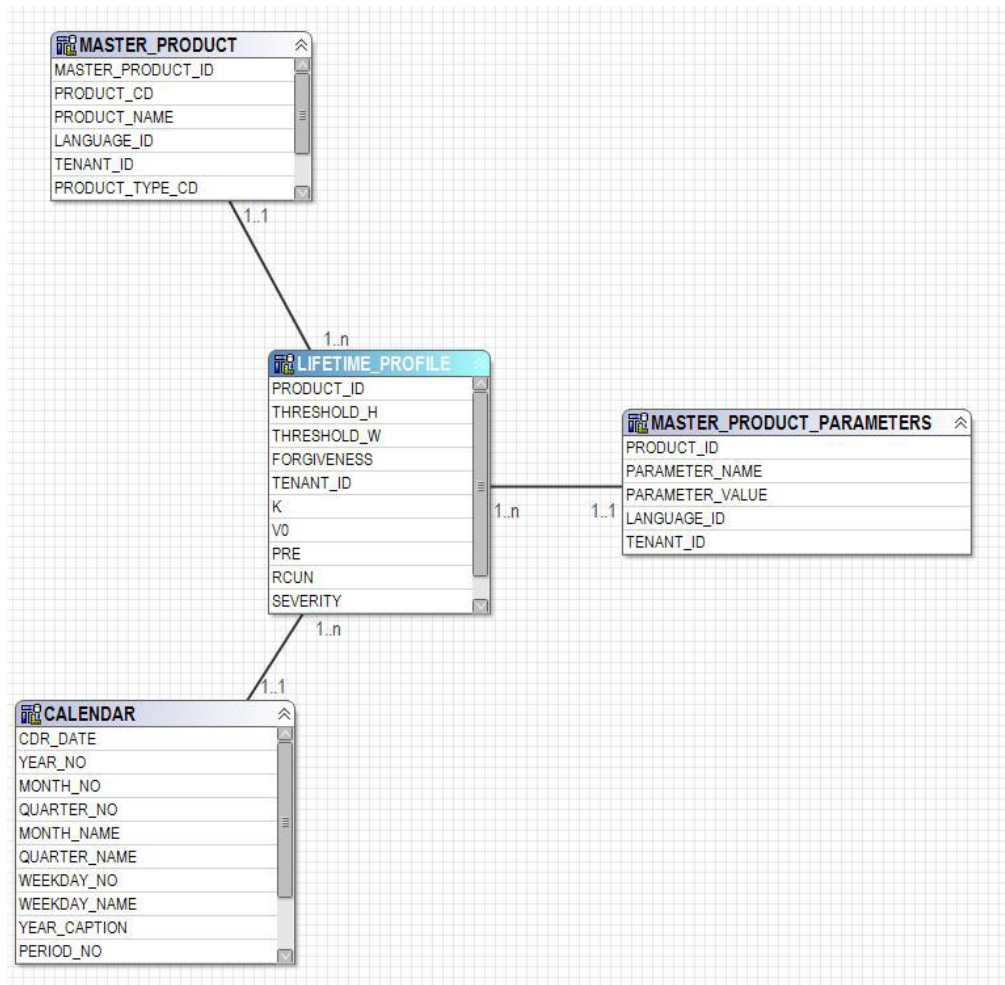 MASTER_PRODUCT
MASTER_PRODUCT_ID
PRODUCT_CD
PRODUCT_NAME
LANGUAGE_ID
TENANT_ID
PRODUCT_TYPE_CD
1..1
1..n
LIFETIME_PROFILE
PRODUCT_ID
THRESHOLD_H
THRESHOLD_W
FORGIVENESS
TENANT_ID
K
V0
PRE
RCUN
SEVERITY
1..n
1..1
MASTER_PRODUCT_PARAMETERS
PRODUCT_ID
PARAMETER_NAME
PARAMETER_VALUE
LANGUAGE_ID
TENANT_ID
1..n
1..1
CALENDAR
CDR_DATE
YEAR_NO
MONTH_NO
QUARTER_NO
MONTH_NAME
QUARTER_NAME
WEEKDAY_NO
WEEKDAY_NAME
YEAR_CAPTION
PERIOD_NO